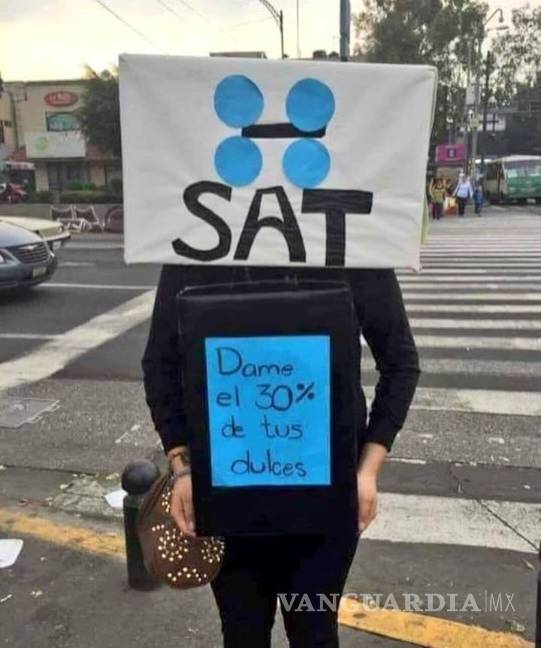 SAT
Dame
el 30%
de tus
dulces
VANGUARDIA|MX